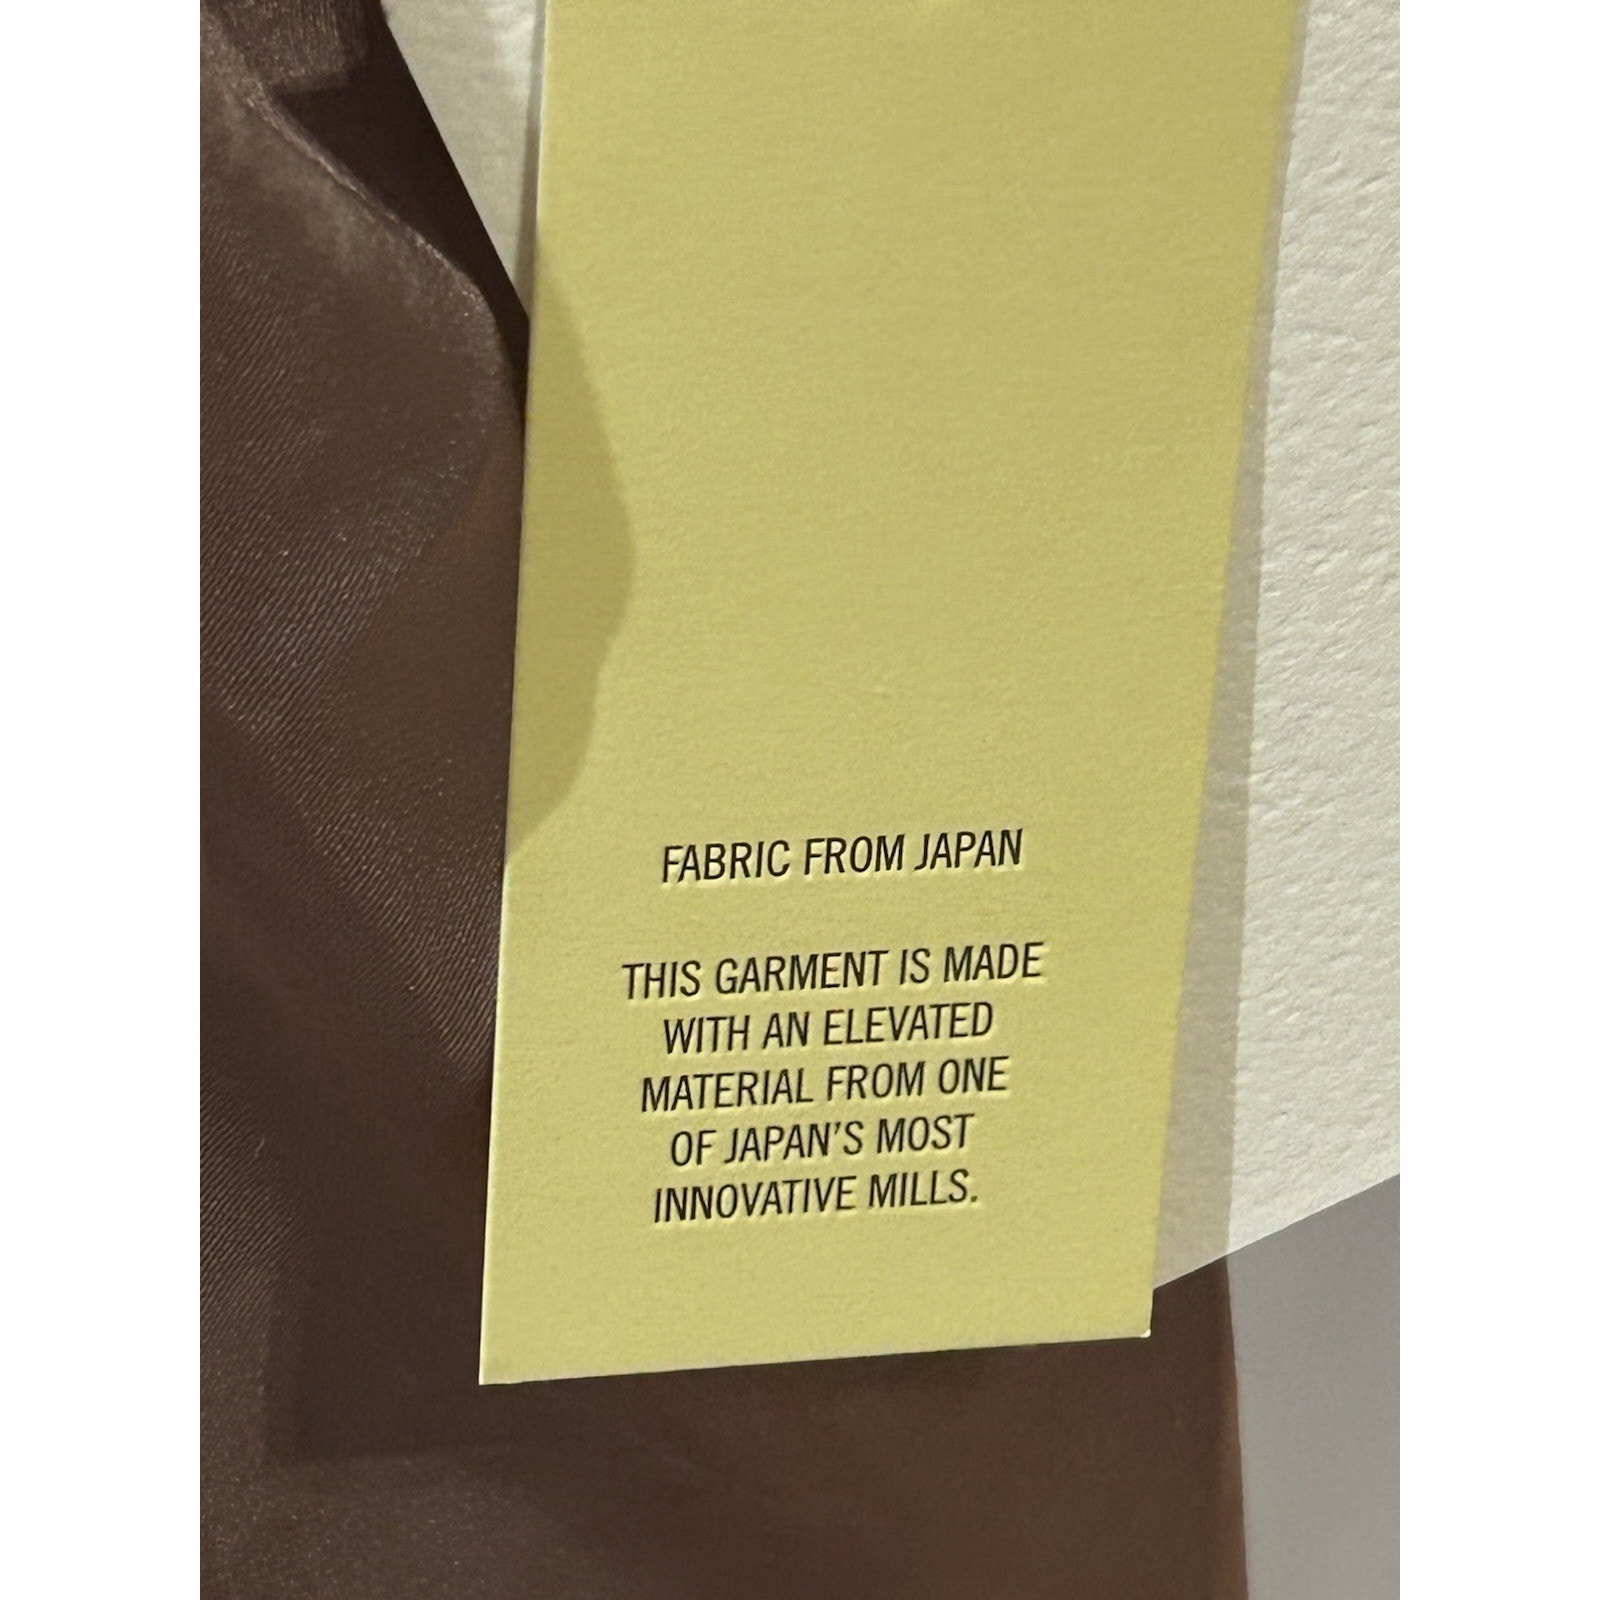 FABRIC FROM JAPAN
THIS GARMENT IS MADE
WITH AN ELEVATED
MATERIAL FROM ONE
OF JAPAN'S MOST
INNOVATIVE MILLS.